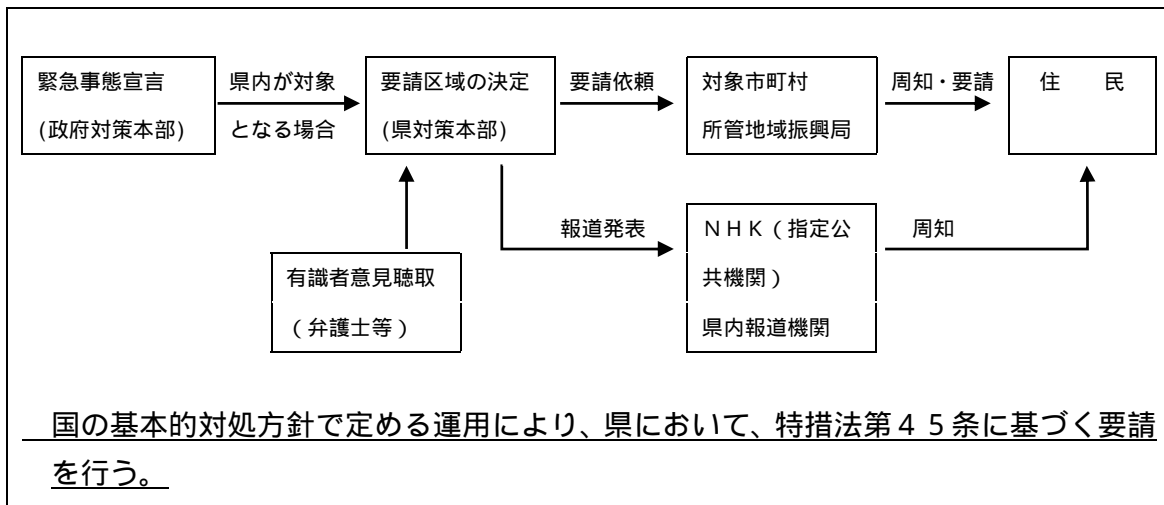 緊急事態宣言
(政府対策本部)
県内が対象
となる場合
要請区域の決定
(県対策本部)
要請依頼
対象市町村
所管地域振興局
周知・要請
住　　民
有識者意見聴取
（弁護士等）
報道発表
ＮＨＫ（指定公
共機関）
県内報道機関
周知
国の基本的対処方針で定める運用により、県において、特措法第４５条に基づく要請
を行う。